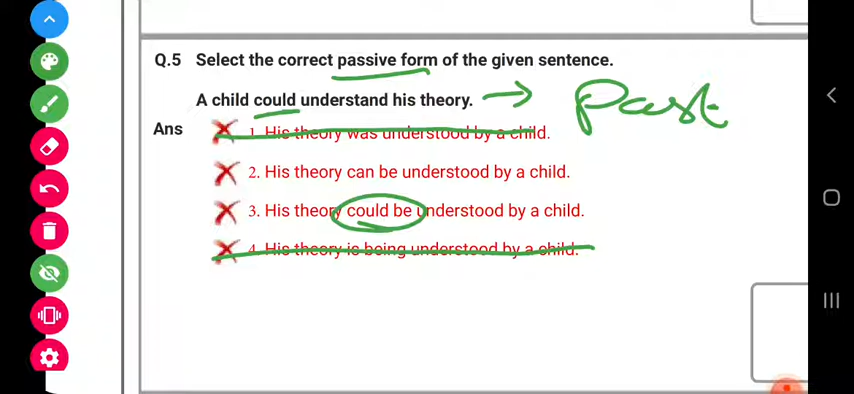 Q.5 Select the correct passive form of the given sentence.
A child could understand his theory. → Past
Ans 1. His theory was understood by a child.
2. His theory can be understood by a child.
3. His theory could be understood by a child.
4. His theory is being understood by a child.